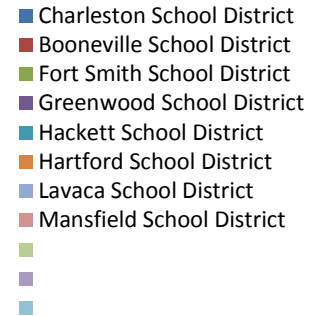 Charleston School District
Booneville School District
Fort Smith School District
Greenwood School District
Hackett School District
Hartford School District
Lavaca School District
Mansfield School District